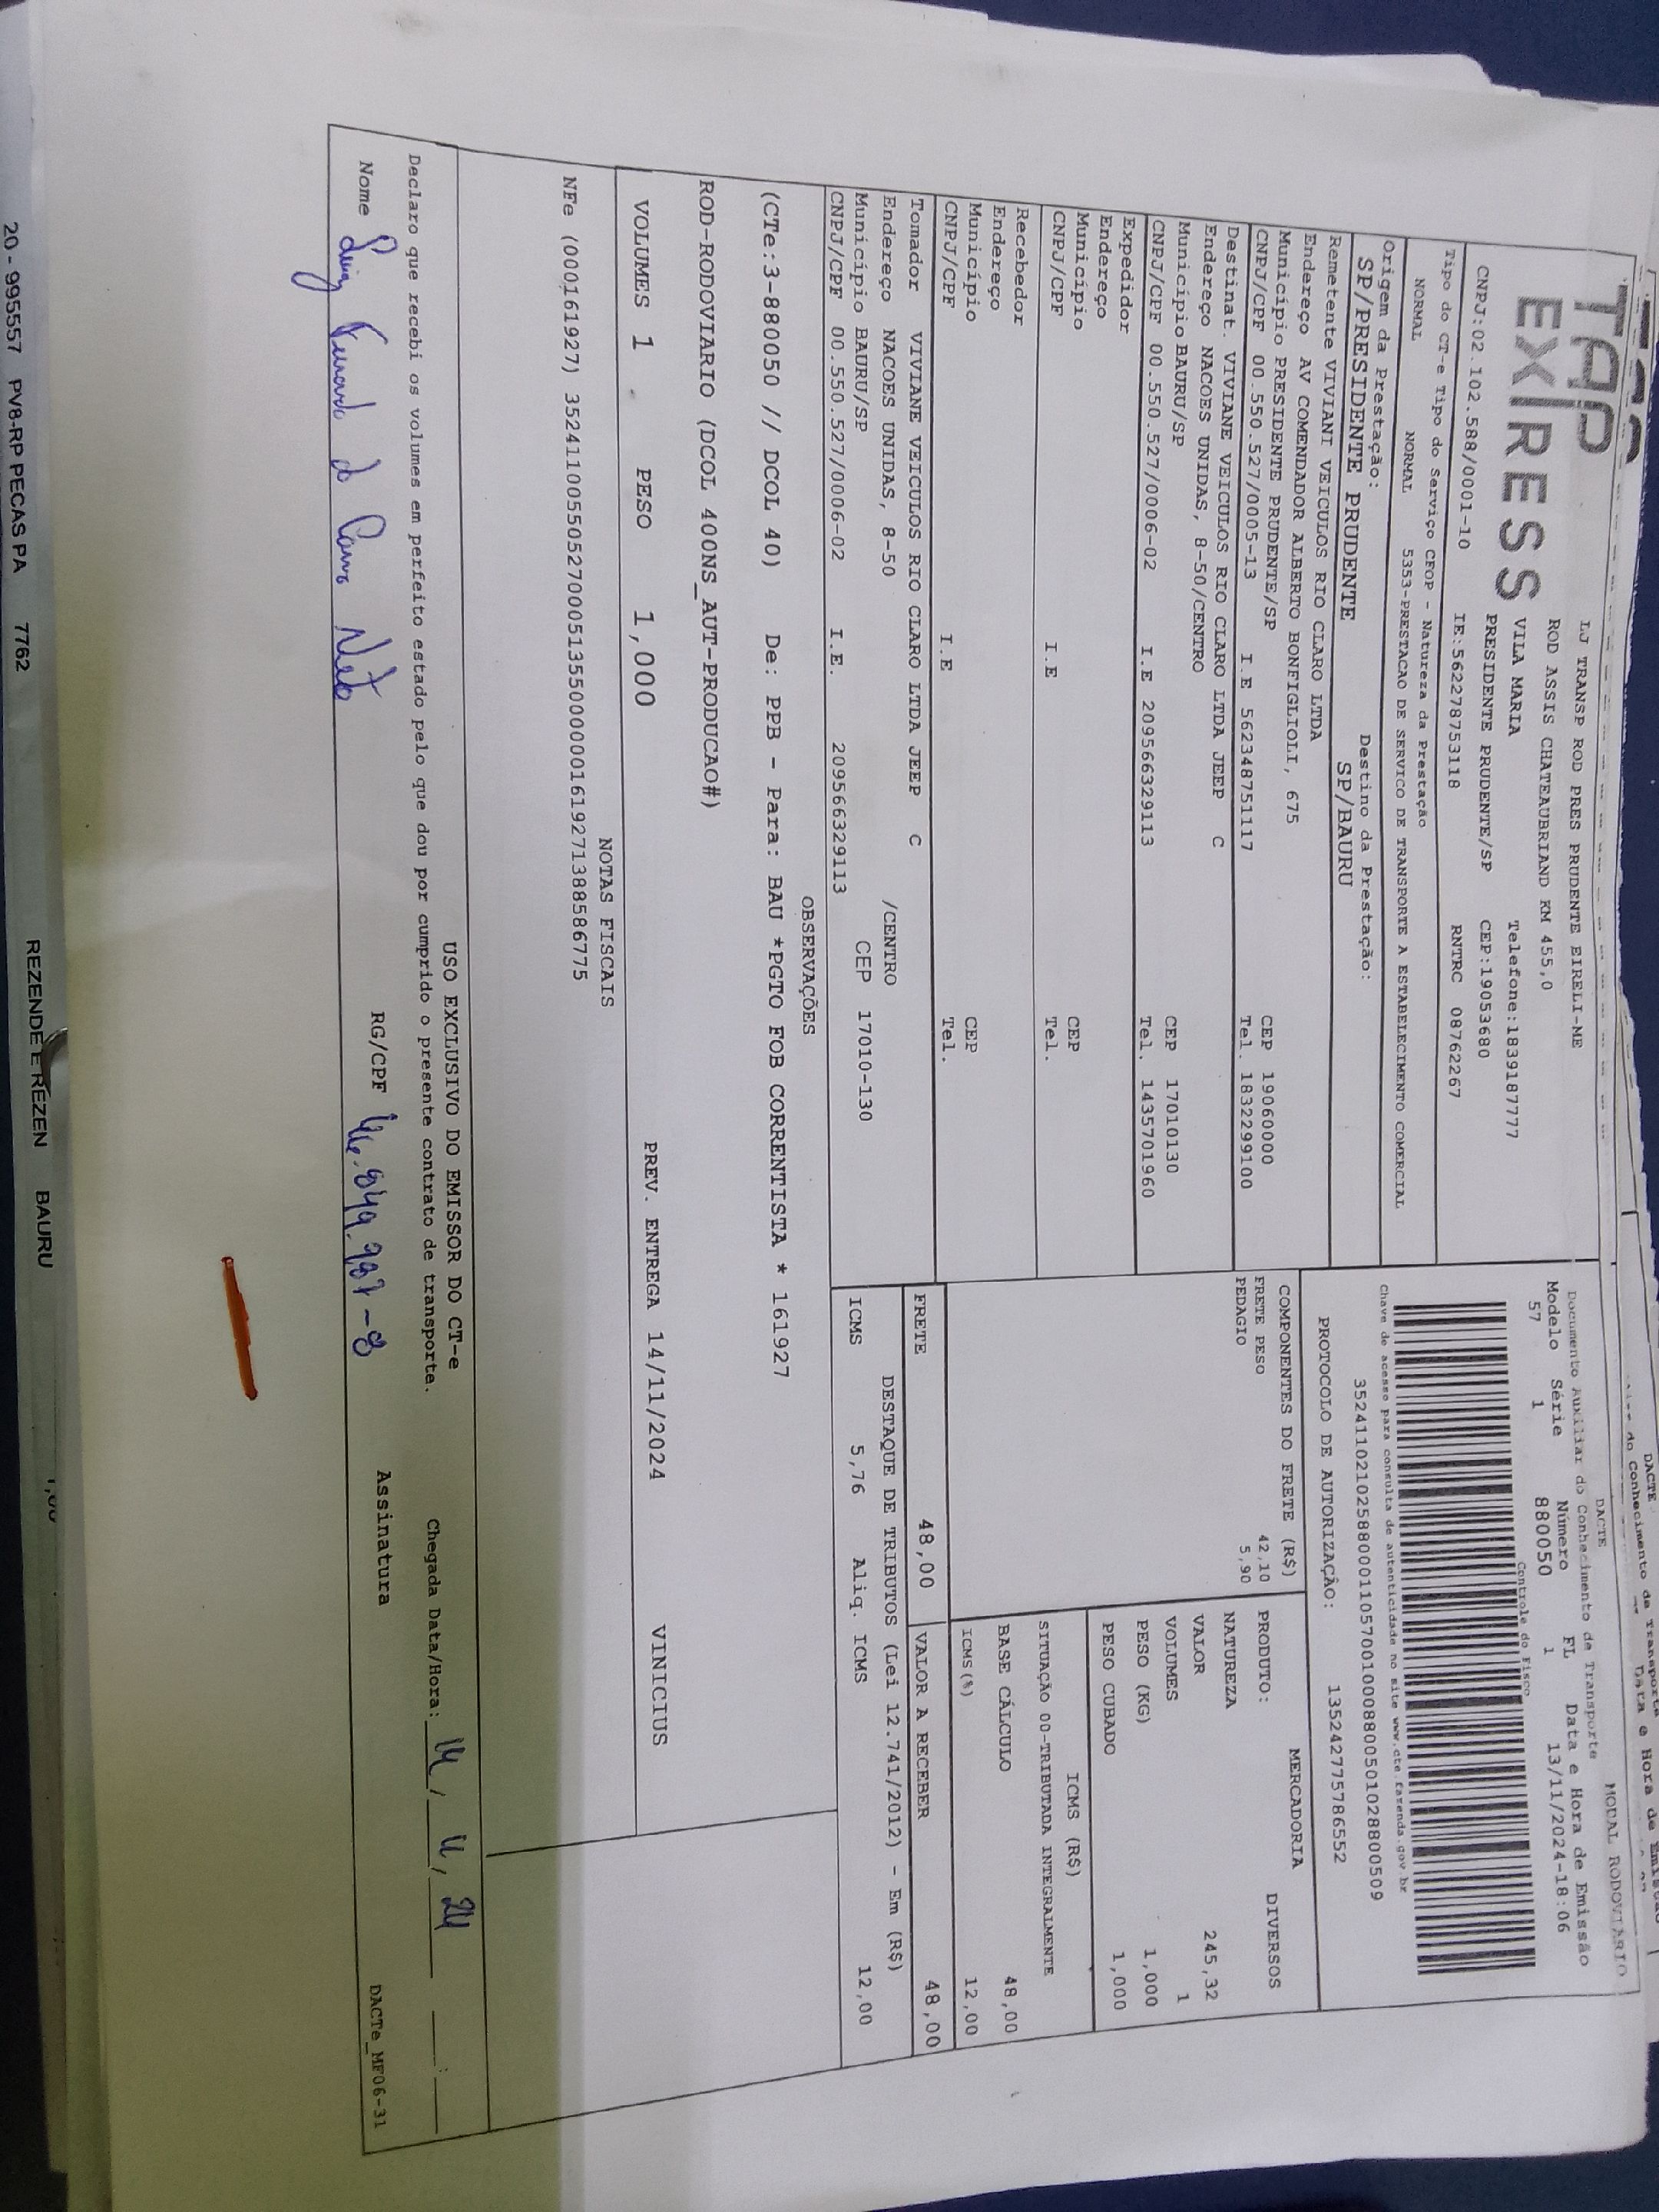 TAP
EXPRESS
LJ TRANSP ROD PRES PRUDENTE EIRELI-ME
ROD ASSIS CHATEAUBRIAND KM 455,0
VILA MARIA Telefone:1839187777
PRESIDENTE PRUDENTE/SP CEP:19053680
CNPJ:02.102.588/0001-10 IE:562278753118 RNTRC 08762267
DACTE MODAL RODOVIÁRIO
Documento Auxiliar do Conhecimento de Transporte
Modelo Série Número FL Data e Hora de Emissão
57 1 880050 1 13/11/2024-18:06
Controle do Fisco
Chave de acesso para consulta de autenticidade no site www.cte.fazenda.gov.br
35241102102588000110570010008800501028800509
PROTOCOLO DE AUTORIZAÇÃO: 135242775786552
Tipo do CT-e Tipo do Serviço CFOP - Natureza da Prestação
NORMAL NORMAL 5353-PRESTACAO DE SERVICO DE TRANSPORTE A ESTABELECIMENTO COMERCIAL
Origem da Prestação: Destino da Prestação:
SP/PRESIDENTE PRUDENTE SP/BAURU
Remetente VIVIANI VEICULOS RIO CLARO LTDA
Endereço AV COMENDADOR ALBERTO BONFIGLIOLI, 675
Município PRESIDENTE PRUDENTE/SP CEP 19060000
CNPJ/CPF 00.550.527/0005-13 I.E 562348751117 Tel. 1832299100
Destinat. VIVIANE VEICULOS RIO CLARO LTDA JEEP C
Endereço NACOES UNIDAS, 8-50/CENTRO
Município BAURU/SP CEP 17010130
CNPJ/CPF 00.550.527/0006-02 I.E 209566329113 Tel. 1435701960
Expedidor
Endereço
Município CEP
CNPJ/CPF I.E Tel.
Recebedor
Endereço
Município CEP
CNPJ/CPF I.E Tel.
Tomador VIVIANE VEICULOS RIO CLARO LTDA JEEP C
Endereço NACOES UNIDAS, 8-50 /CENTRO
Município BAURU/SP CEP 17010-130
CNPJ/CPF 00.550.527/0006-02 I.E. 209566329113
COMPONENTES DO FRETE (R$)
FRETE PESO 42,10
PEDAGIO 5,90
MERCADORIA
PRODUTO: DIVERSOS
NATUREZA
VALOR 245,32
VOLUMES 1
PESO (KG) 1,000
PESO CUBADO 1,000
ICMS (R$)
SITUAÇÃO 00-TRIBUTADA INTEGRALMENTE
BASE CÁLCULO 48,00
ICMS(%) 12,00
FRETE 48,00 VALOR A RECEBER 48,00
DESTAQUE DE TRIBUTOS (Lei 12.741/2012) - Em (R$)
ICMS 5,76 Aliq. ICMS 12,00
OBSERVAÇÕES
(CTe:3-880050 // DCOL 40) De: PPB - Para: BAU *PGTO FOB CORRENTISTA * 161927
ROD-RODOVIARIO (DCOL 400NS_AUT-PRODUCAO#)
VOLUMES 1 PESO 1,000 PREV. ENTREGA 14/11/2024 VINICIUS
NOTAS FISCAIS
NFe (000161927) 35241100550527000513550000001619271388586775
USO EXCLUSIVO DO EMISSOR DO CT-e
Declaro que recebi os volumes em perfeito estado pelo que dou por cumprido o presente contrato de transporte. Chegada Data/Hora: 14 / 11 / 24 :
Nome Luiz Fernando do Carmo Neto RG/CPF 46.849.987-8 Assinatura
DACTe_MF06-31
20 - 995557 PV8-RP PECAS PA 7762 REZENDE E REZEN BAURU 1,00